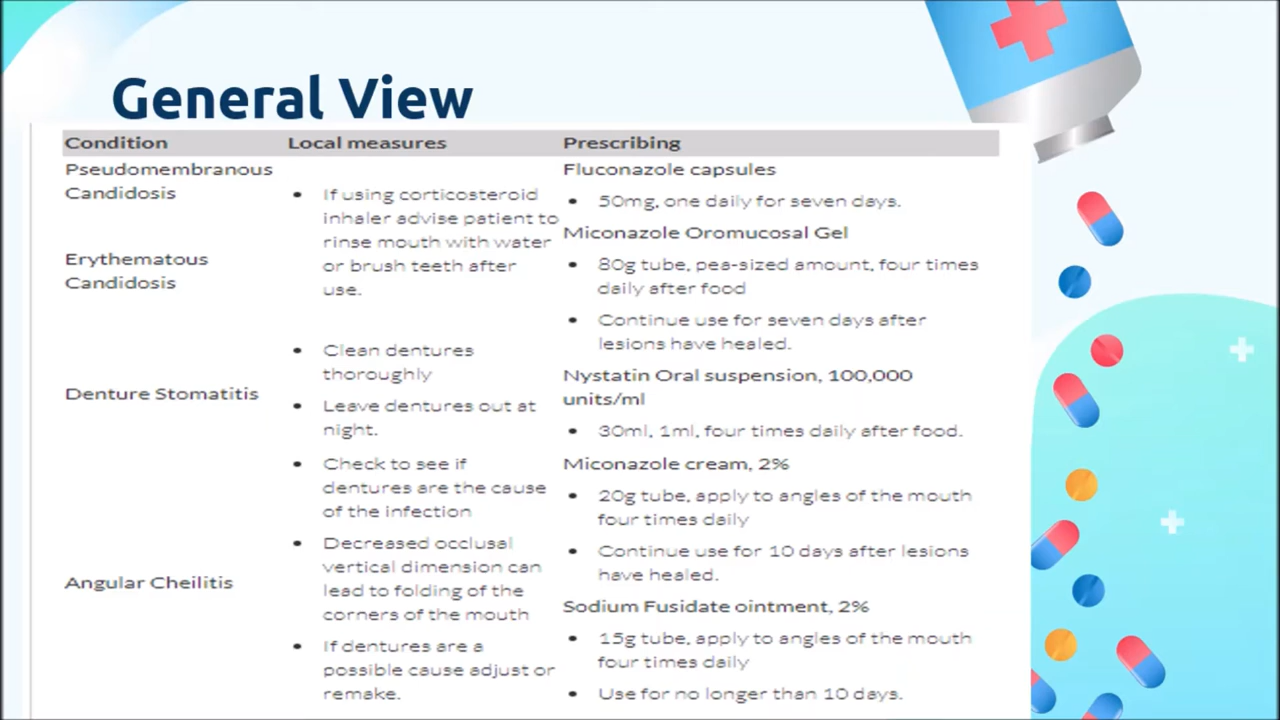 General View
Condition
Local measures
Prescribing
Pseudomembranous
Candidosis
Erythematous
Candidosis
Denture Stomatitis
Angular Cheilitis
• If using corticosteroid
inhaler advise patient to
rinse mouth with water
or brush teeth after
use.
• Clean dentures
thoroughly
• Leave dentures out at
night.
• Check to see if
dentures are the cause
of the infection
• Decreased occlusal
vertical dimension can
lead to folding of the
corners of the mouth
• If dentures are a
possible cause adjust or
remake.
Fluconazole capsules
• 50mg, one daily for seven days.
Miconazole Oromucosal Gel
• 80g tube, pea-sized amount, four times
daily after food
• Continue use for seven days after
lesions have healed.
Nystatin Oral suspension, 100,000
units/ml
• 30ml, 1ml, four times daily after food.
Miconazole cream, 2%
• 20g tube, apply to angles of the mouth
four times daily
• Continue use for 10 days after lesions
have healed.
Sodium Fusidate ointment, 2%
• 15g tube, apply to angles of the mouth
four times daily
• Use for no longer than 10 days.